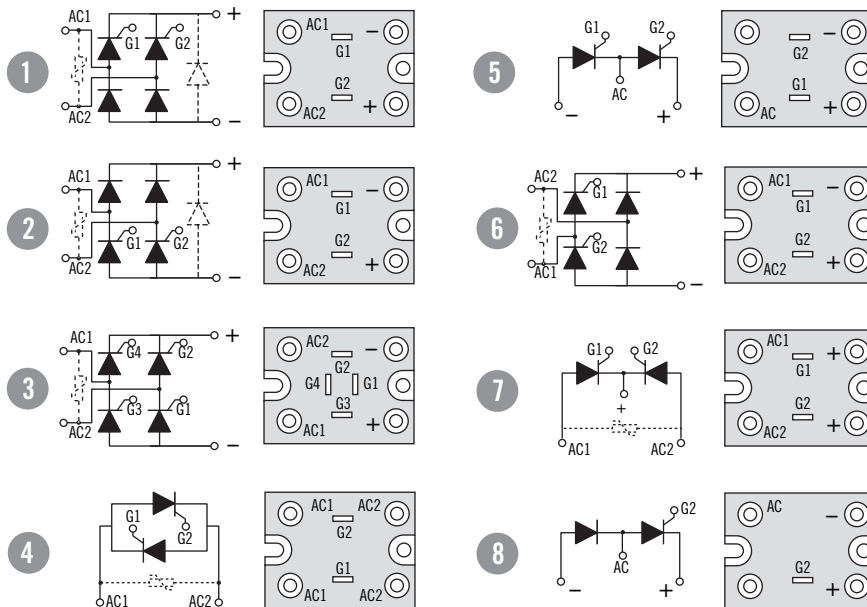 1
AC1
G1
G2
+
AC2
−
AC1
G1
−
G2
AC2
+
2
AC1
+
G1
G2
AC2
−
AC1
G1
−
G2
AC2
+
3
AC1
+
G4
G2
G3
G1
AC2
−
AC2
−
G2
G4
G1
G3
AC1
+
4
G1
G2
AC1
AC2
AC1
AC2
G2
G1
AC1
AC2
5
G1
G2
AC
−
+
G2
−
G1
AC
+
6
AC2
+
G1
G2
AC1
−
AC1
G1
−
G2
AC2
+
7
G1
G2
+
AC1
AC2
AC1
G1
+
G2
AC2
+
8
G2
AC
−
+
AC
−
G2
+